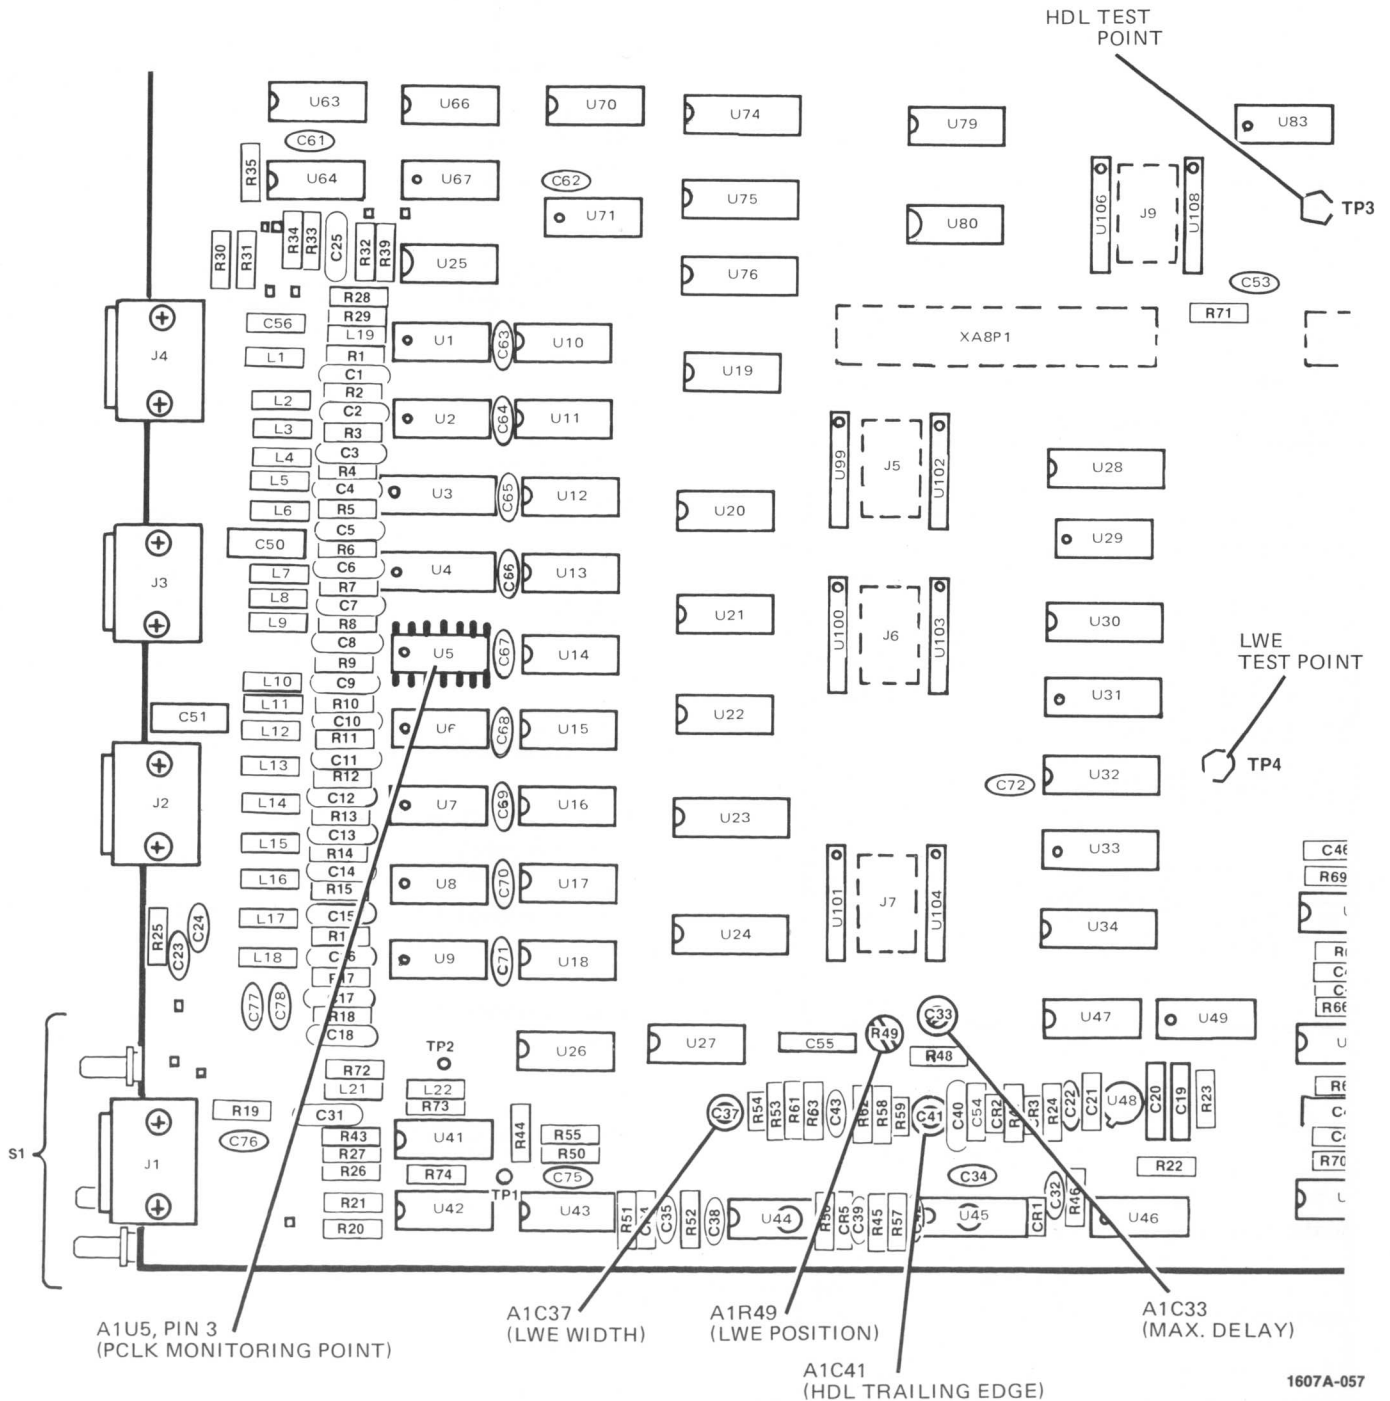 HDL TEST
POINT
U63
U66
U70
U74
U79
U83
C61
R35
U64
U67
C62
U75
U71
U80
U106
J9
U108
TP3
R30
R31
R34
R33
C25
R32
R39
U25
U76
C53
R28
R29
L19
R71
C56
J4
L1
R1
C1
U1
C63
U10
XA8P1
U19
L2
R2
C2
L3
R3
U2
C64
U11
L4
C3
R4
L5
C4
U3
C65
U12
L6
R5
U20
U99
J5
U102
U28
C50
C5
R6
U29
J3
L7
C6
R7
U4
C66
U13
L8
C7
L9
R8
U21
U100
J6
U103
U30
C8
R9
U5
C67
U14
LWE
TEST POINT
L10
C9
L11
R10
U31
C51
C10
L12
R11
U6
C68
U15
U22
L13
C11
R12
J2
L14
C12
R13
U7
C69
U16
U23
C72
U32
TP4
L15
C13
R14
U33
C46
R69
L16
C14
R15
U8
C70
U17
U101
J7
U104
R25
C23
C24
L17
C15
R1
U24
U34
L18
C16
R17
U9
C71
U18
C77
C78
C17
R18
C18
R66
C33
R49
U47
U49
TP2
U26
U27
C55
R48
R72
L21
L22
R73
R19
C31
C37
R54
R53
R61
R63
C43
R62
R58
R59
C41
C40
C54
CR2
CR3
R24
C22
C21
U48
C20
C19
R23
S1
J1
C76
R43
R27
R26
U41
R44
R55
R50
R74
C75
C34
R22
R70
TP1
R21
R20
U42
U43
R51
C35
R52
C38
U44
CR5
C39
R45
R57
U45
CR1
C32
R46
U46
A1U5, PIN 3
(PCLK MONITORING POINT)
A1C37
(LWE WIDTH)
A1R49
(LWE POSITION)
A1C33
(MAX. DELAY)
A1C41
(HDL TRAILING EDGE)
1607A-057